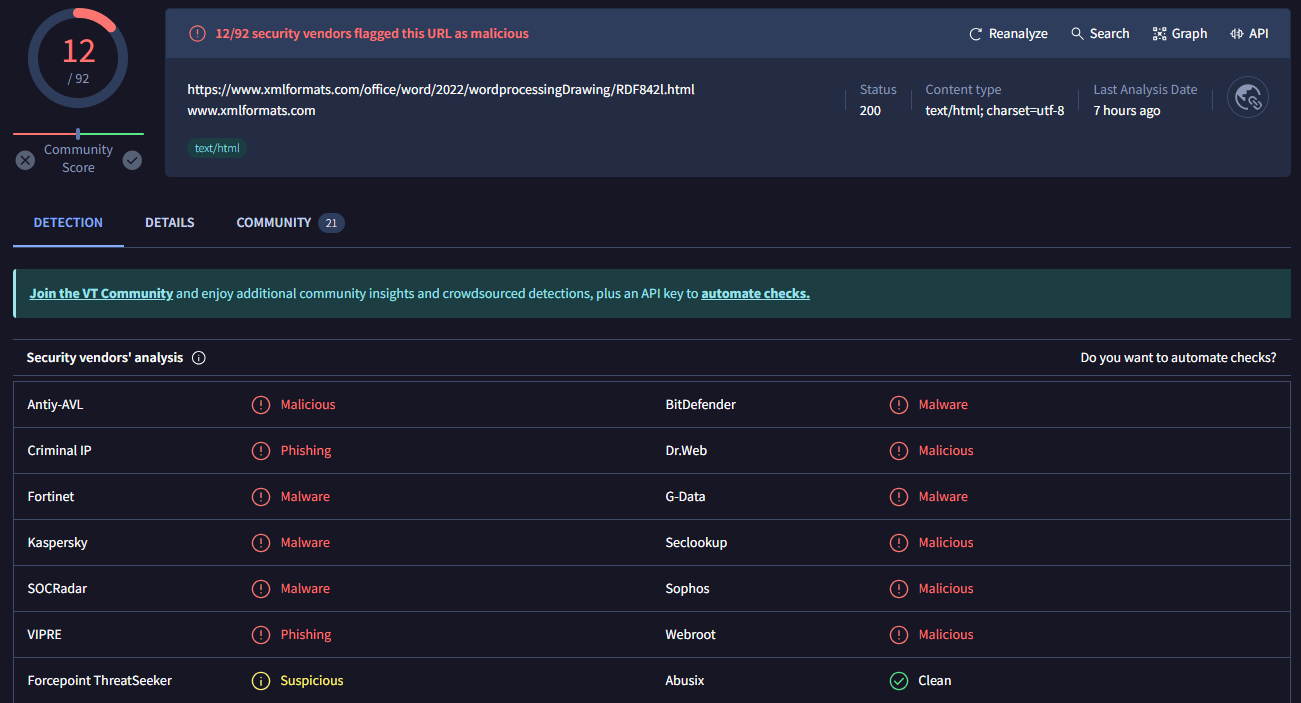 12
/ 92
Community
Score
12/92 security vendors flagged this URL as malicious
Reanalyze Search Graph API
https://www.xmlformats.com/office/word/2022/wordprocessingDrawing/RDF842l.html
www.xmlformats.com
text/html
Status
200
Content type
text/html; charset=utf-8
Last Analysis Date
7 hours ago
DETECTION DETAILS COMMUNITY 21
Join the VT Community and enjoy additional community insights and crowdsourced detections, plus an API key to automate checks.
Security vendors' analysis Do you want to automate checks?
Antiy-AVL Malicious BitDefender Malware
Criminal IP Phishing Dr.Web Malicious
Fortinet Malware G-Data Malware
Kaspersky Malware Seclookup Malicious
SOCRadar Malware Sophos Malicious
VIPRE Phishing Webroot Malicious
Forcepoint ThreatSeeker Suspicious Abusix Clean